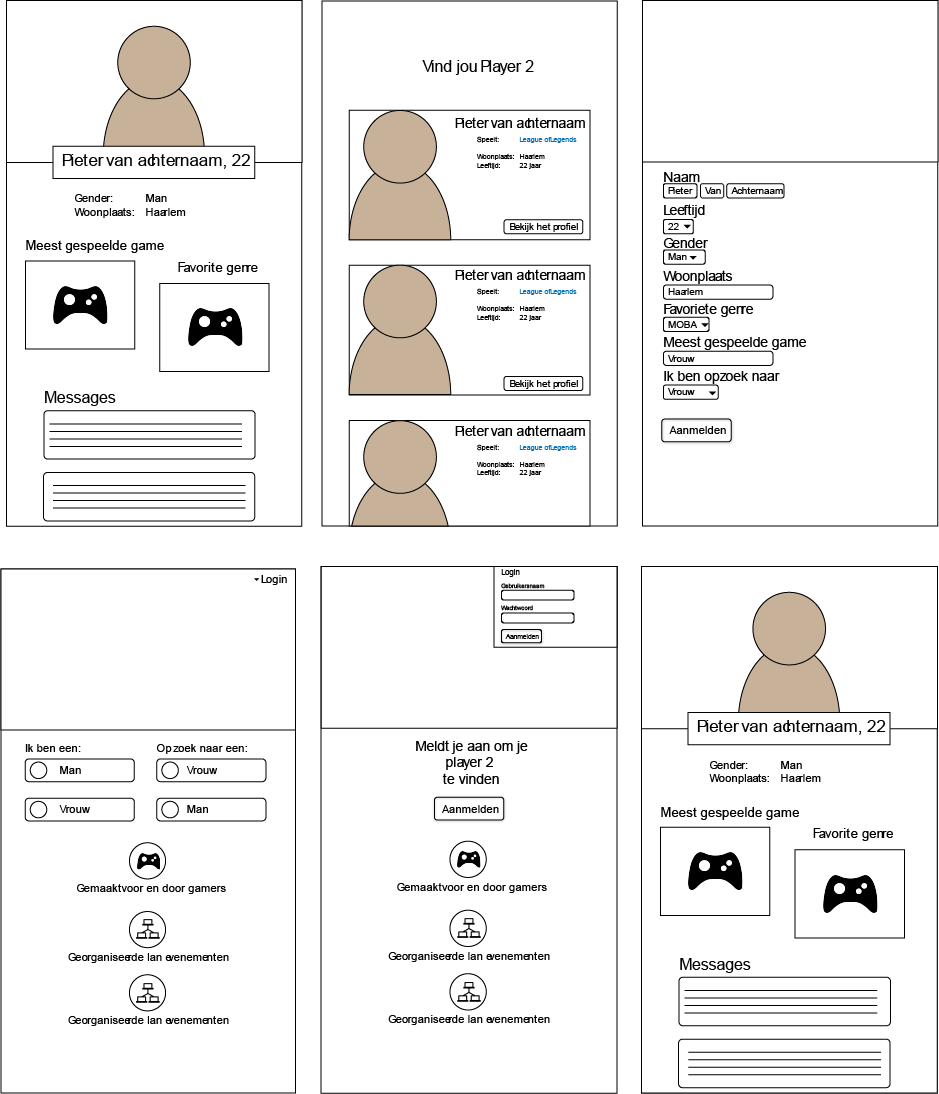 Pieter van achternaam, 22
Gender: Man
Woonplaats: Haarlem
Meest gespeelde game
Favorite genre
Messages
Vind jou Player 2
Pieter van achternaam
Speelt: League of Legends
Woonplaats: Haarlem
Leeftijd: 22 jaar
Bekijk het profiel
Pieter van achternaam
Speelt: League of Legends
Woonplaats: Haarlem
Leeftijd: 22 jaar
Bekijk het profiel
Pieter van achternaam
Speelt: League of Legends
Woonplaats: Haarlem
Leeftijd: 22 jaar
Naam
Pieter Van Achternaam
Leeftijd
22
Gender
Man
Woonplaats
Haarlem
Favoriete genre
MOBA
Meest gespeelde game
Vrouw
Ik ben opzoek naar
Vrouw
Aanmelden
Login
Ik ben een: Op zoek naar een:
Man Vrouw
Vrouw Man
Gemaakt voor en door gamers
Georganiseerde lan evenementen
Georganiseerde lan evenementen
Login
Gebruikersnaam
Wachtwoord
Aanmelden
Meldt je aan om je
player 2
te vinden
Aanmelden
Gemaakt voor en door gamers
Georganiseerde lan evenementen
Georganiseerde lan evenementen
Pieter van achternaam, 22
Gender: Man
Woonplaats: Haarlem
Meest gespeelde game
Favorite genre
Messages